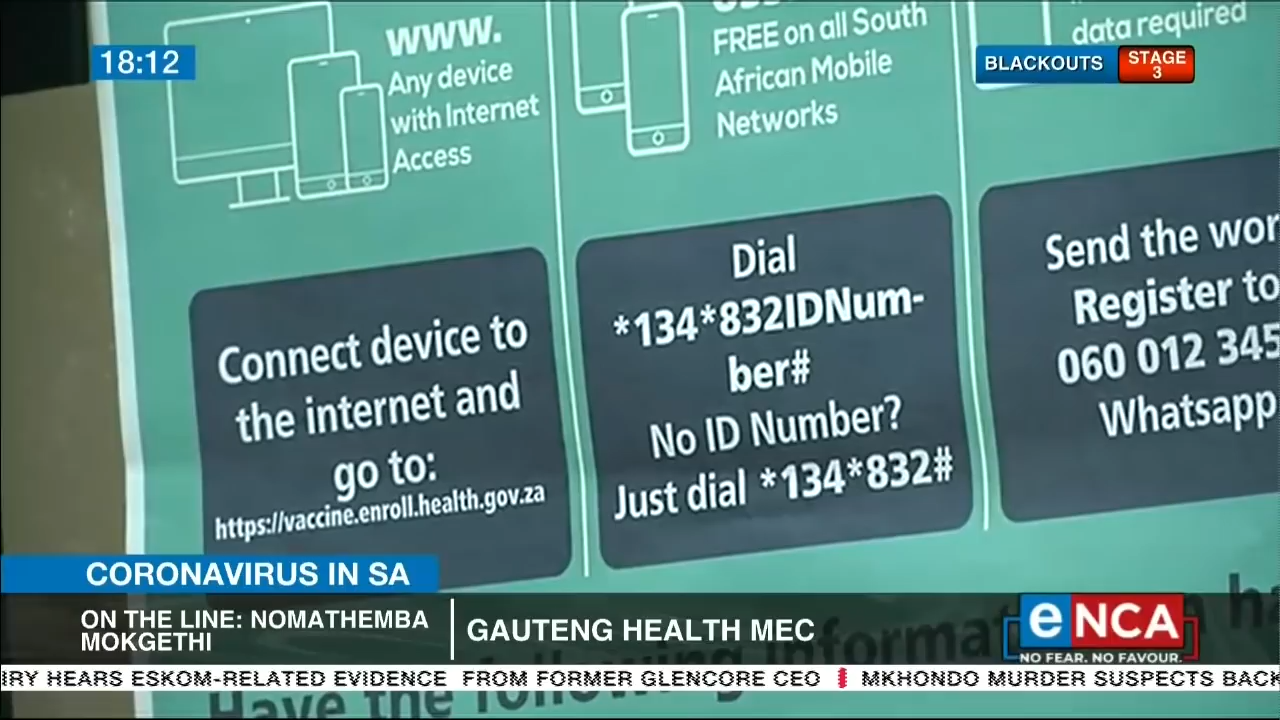 18:12
BLACKOUTS
STAGE
3
www.
Any device
with Internet
Access
FREE on all South
African Mobile
Networks
data required
Connect device to
the internet and
go to:
https://vaccine.enroll.health.gov.za
Dial
*134*832IDNum-
ber#
No ID Number?
Just dial *134*832#
Send the wor
Register to
060 012 345
Whatsapp
Have the following informat
CORONAVIRUS IN SA
ON THE LINE: NOMATHEMBA
MOKGETHI
GAUTENG HEALTH MEC
eNCA
NO FEAR. NO FAVOUR.
IRY HEARS ESKOM-RELATED EVIDENCE FROM FORMER GLENCORE CEO MKHONDO MURDER SUSPECTS BACK